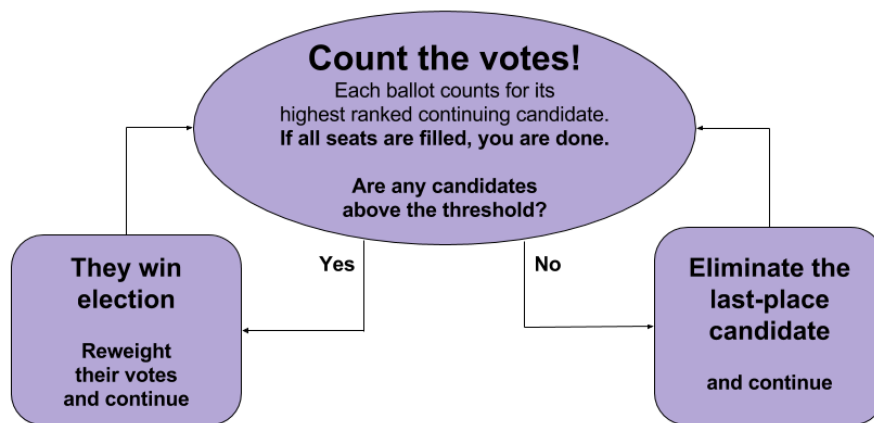 Count the votes!
Each ballot counts for its
highest ranked continuing candidate.
If all seats are filled, you are done.
Are any candidates
above the threshold?
Yes
No
They win
election
Reweight
their votes
and continue
Eliminate the
last-place
candidate
and continue